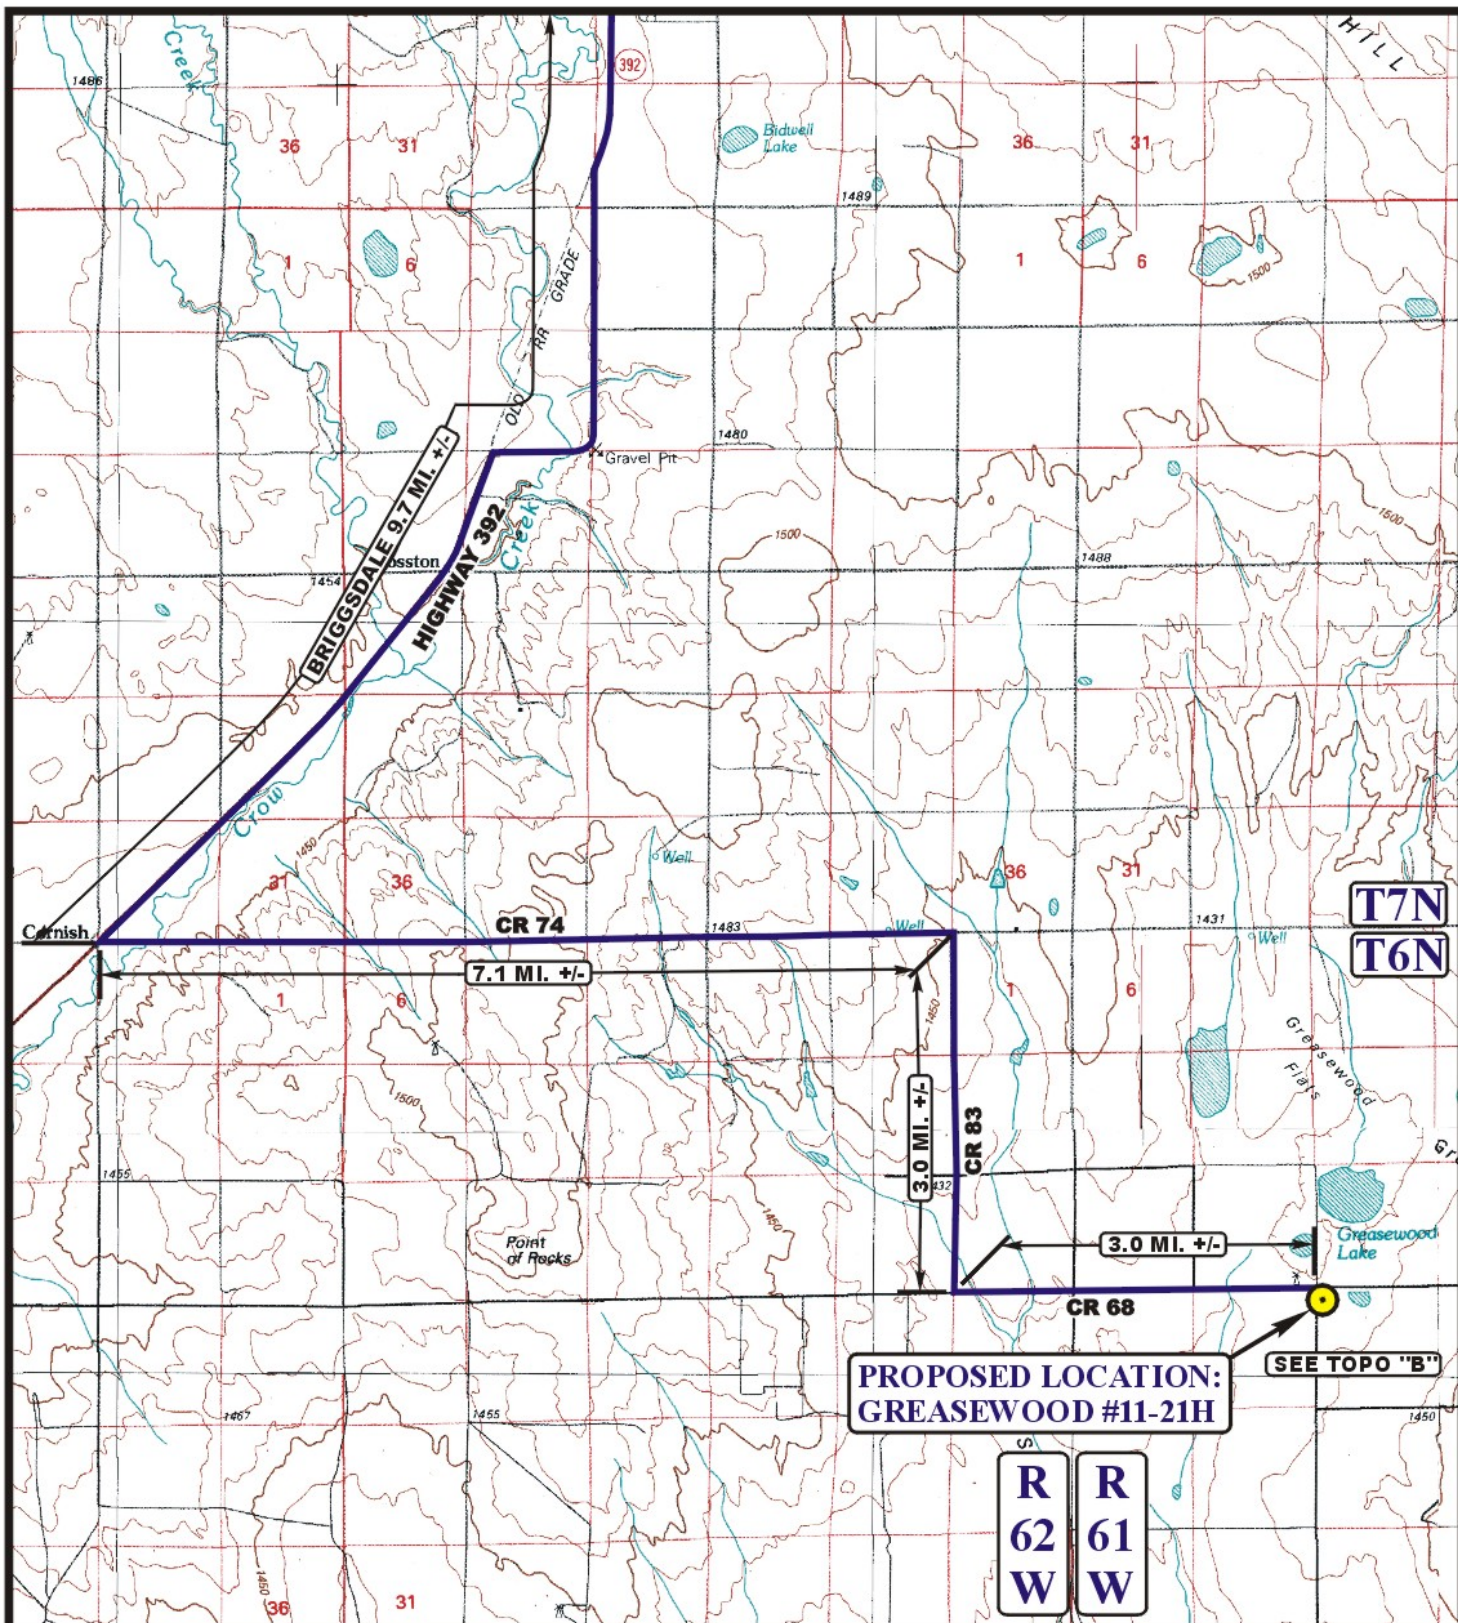 HILL
Creek
1486
392
36
31
Bidwell
Lake
36
31
1489
1
6
OLD RR GRADE
1
6
1500
1480
Gravel Pit
BRIGGSDALE 9.7 MI. +/-
HIGHWAY 392
Creek
1500
1500
1454
osston
1488
Crow
1450
Well
31
36
36
31
T7N
Cornish
CR 74
1483
Well
1431
Well
T6N
7.1 MI. +/-
1
6
1450
1
6
Greasewood
Flats
1500
3.0 MI. +/-
CR 83
Gr
1455
432
1450
Point
of Rocks
3.0 MI. +/-
Greasewood
Lake
CR 68
PROPOSED LOCATION:
GREASEWOOD #11-21H
SEE TOPO "B"
1467
1455
1450
S
R
62
W
R
61
W
1450
36
31